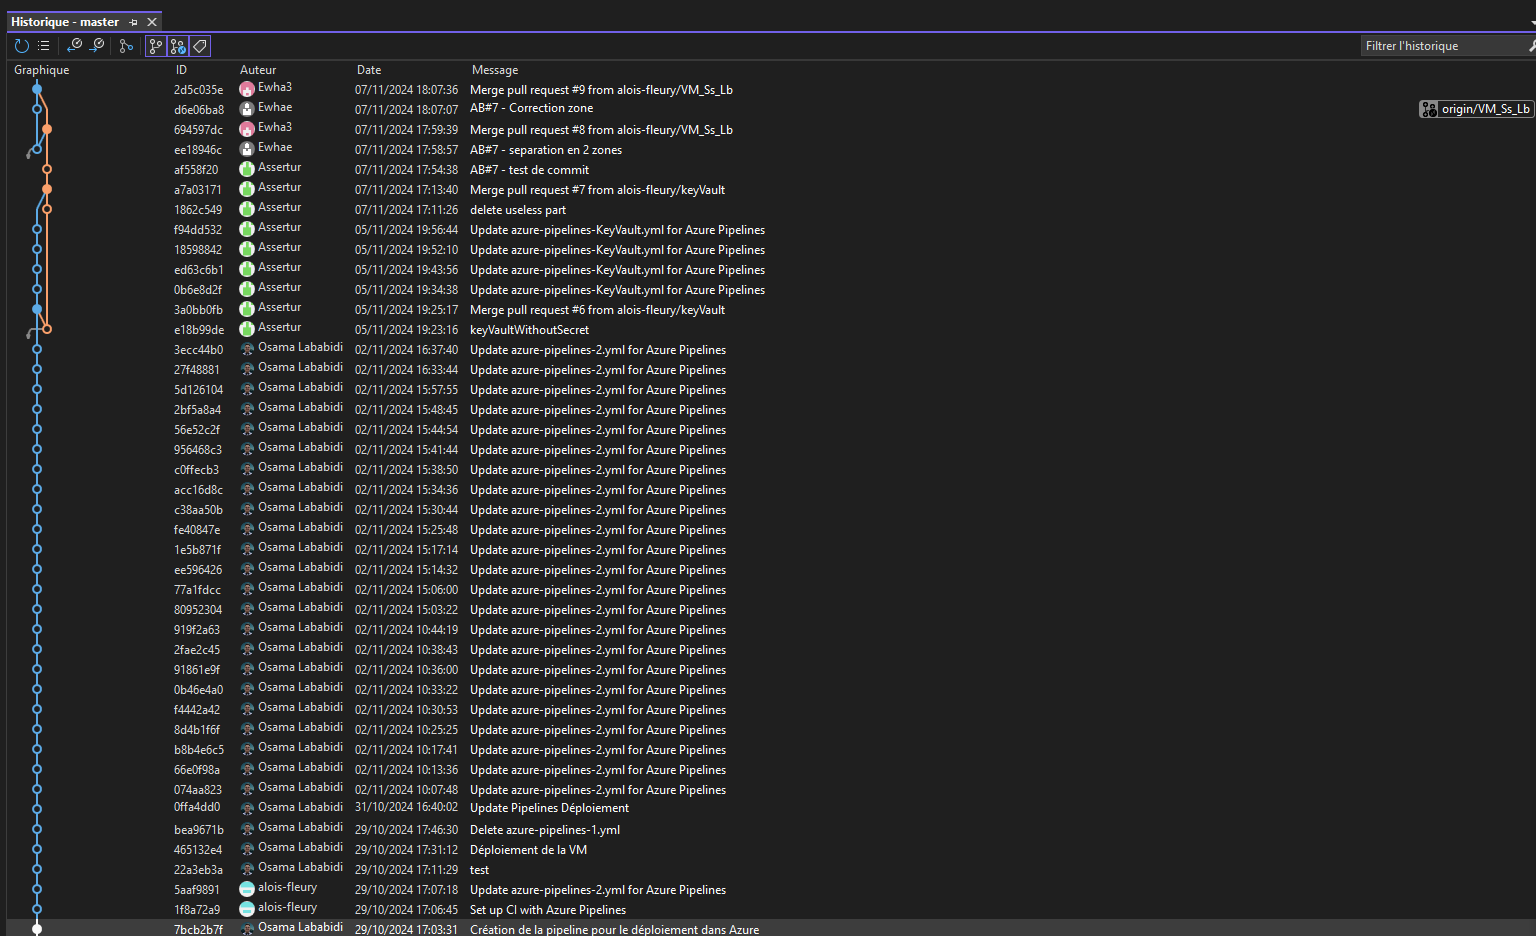 Historique - master
Filtrer l'historique
Graphique ID Auteur Date Message
2d5c035e Ewha3 07/11/2024 18:07:36 Merge pull request #9 from alois-fleury/VM_Ss_Lb
d6e06ba8 Ewhae 07/11/2024 18:07:07 AB#7 - Correction zone origin/VM_Ss_Lb
694597dc Ewha3 07/11/2024 17:59:39 Merge pull request #8 from alois-fleury/VM_Ss_Lb
ee18946c Ewhae 07/11/2024 17:58:57 AB#7 - separation en 2 zones
af558f20 Assertur 07/11/2024 17:54:38 AB#7 - test de commit
a7a03171 Assertur 07/11/2024 17:13:40 Merge pull request #7 from alois-fleury/keyVault
1862c549 Assertur 07/11/2024 17:11:26 delete useless part
f94dd532 Assertur 05/11/2024 19:56:44 Update azure-pipelines-KeyVault.yml for Azure Pipelines
18598842 Assertur 05/11/2024 19:52:10 Update azure-pipelines-KeyVault.yml for Azure Pipelines
ed63c6b1 Assertur 05/11/2024 19:43:56 Update azure-pipelines-KeyVault.yml for Azure Pipelines
0b6e8d2f Assertur 05/11/2024 19:34:38 Update azure-pipelines-KeyVault.yml for Azure Pipelines
3a0bb0fb Assertur 05/11/2024 19:25:17 Merge pull request #6 from alois-fleury/keyVault
e18b99de Assertur 05/11/2024 19:23:16 keyVaultWithoutSecret
3ecc44b0 Osama Lababidi 02/11/2024 16:37:40 Update azure-pipelines-2.yml for Azure Pipelines
27f48881 Osama Lababidi 02/11/2024 16:33:44 Update azure-pipelines-2.yml for Azure Pipelines
5d126104 Osama Lababidi 02/11/2024 15:57:55 Update azure-pipelines-2.yml for Azure Pipelines
2bf5a8a4 Osama Lababidi 02/11/2024 15:48:45 Update azure-pipelines-2.yml for Azure Pipelines
56e52c2f Osama Lababidi 02/11/2024 15:44:54 Update azure-pipelines-2.yml for Azure Pipelines
956468c3 Osama Lababidi 02/11/2024 15:41:44 Update azure-pipelines-2.yml for Azure Pipelines
c0ffecb3 Osama Lababidi 02/11/2024 15:38:50 Update azure-pipelines-2.yml for Azure Pipelines
acc16d8c Osama Lababidi 02/11/2024 15:34:36 Update azure-pipelines-2.yml for Azure Pipelines
c38aa50b Osama Lababidi 02/11/2024 15:30:44 Update azure-pipelines-2.yml for Azure Pipelines
fe40847e Osama Lababidi 02/11/2024 15:25:48 Update azure-pipelines-2.yml for Azure Pipelines
1e5b871f Osama Lababidi 02/11/2024 15:17:14 Update azure-pipelines-2.yml for Azure Pipelines
ee596426 Osama Lababidi 02/11/2024 15:14:32 Update azure-pipelines-2.yml for Azure Pipelines
77a1fdcc Osama Lababidi 02/11/2024 15:06:00 Update azure-pipelines-2.yml for Azure Pipelines
80952304 Osama Lababidi 02/11/2024 15:03:22 Update azure-pipelines-2.yml for Azure Pipelines
919f2a63 Osama Lababidi 02/11/2024 10:44:19 Update azure-pipelines-2.yml for Azure Pipelines
2fae2c45 Osama Lababidi 02/11/2024 10:38:43 Update azure-pipelines-2.yml for Azure Pipelines
91861e9f Osama Lababidi 02/11/2024 10:36:00 Update azure-pipelines-2.yml for Azure Pipelines
0b46e4a0 Osama Lababidi 02/11/2024 10:33:22 Update azure-pipelines-2.yml for Azure Pipelines
f4442a42 Osama Lababidi 02/11/2024 10:30:53 Update azure-pipelines-2.yml for Azure Pipelines
8d4b1f6f Osama Lababidi 02/11/2024 10:25:25 Update azure-pipelines-2.yml for Azure Pipelines
b8b4e6c5 Osama Lababidi 02/11/2024 10:17:41 Update azure-pipelines-2.yml for Azure Pipelines
66e0f98a Osama Lababidi 02/11/2024 10:13:36 Update azure-pipelines-2.yml for Azure Pipelines
074aa823 Osama Lababidi 02/11/2024 10:07:48 Update azure-pipelines-2.yml for Azure Pipelines
0ffa4dd0 Osama Lababidi 31/10/2024 16:40:02 Update Pipelines Déploiement
bea9671b Osama Lababidi 29/10/2024 17:46:30 Delete azure-pipelines-1.yml
465132e4 Osama Lababidi 29/10/2024 17:31:12 Déploiement de la VM
22a3eb3a Osama Lababidi 29/10/2024 17:11:29 test
5aaf9891 alois-fleury 29/10/2024 17:07:18 Update azure-pipelines-2.yml for Azure Pipelines
1f8a72a9 alois-fleury 29/10/2024 17:06:45 Set up CI with Azure Pipelines
7bcb2b7f Osama Lababidi 29/10/2024 17:03:31 Création de la pipeline pour le déploiement dans Azure